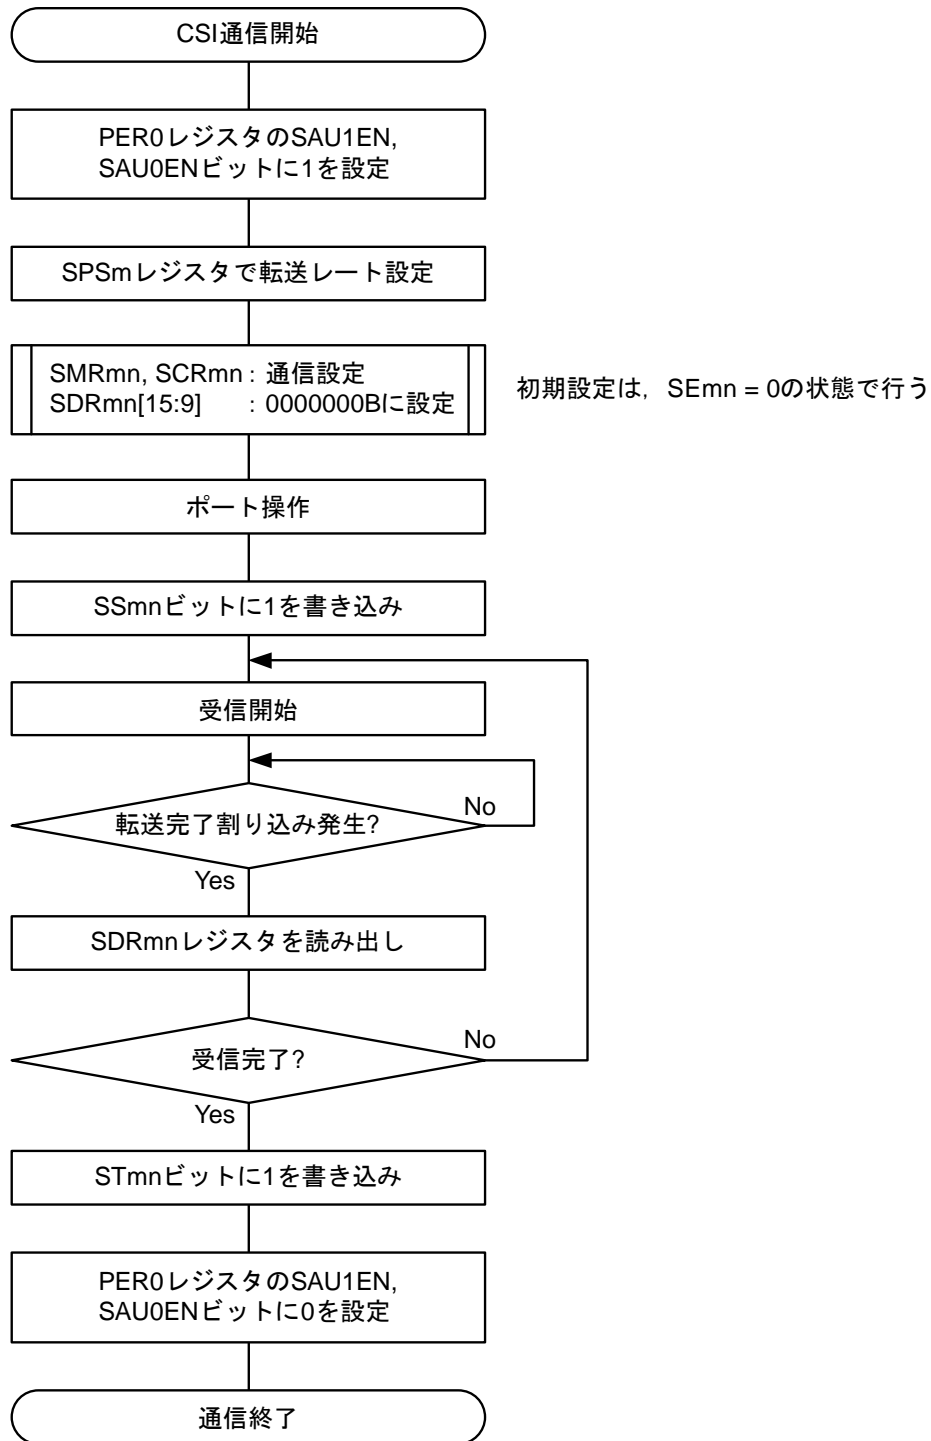 CSI通信開始
PER0レジスタのSAU1EN,
SAU0ENビットに1を設定
SPSmレジスタで転送レート設定
SMRmn, SCRmn : 通信設定
SDRmn[15:9] : 0000000Bに設定
初期設定は，SEmn = 0の状態で行う
ポート操作
SSmnビットに1を書き込み
受信開始
転送完了割り込み発生?
No
Yes
SDRmnレジスタを読み出し
受信完了?
No
Yes
STmnビットに1を書き込み
PER0レジスタのSAU1EN,
SAU0ENビットに0を設定
通信終了